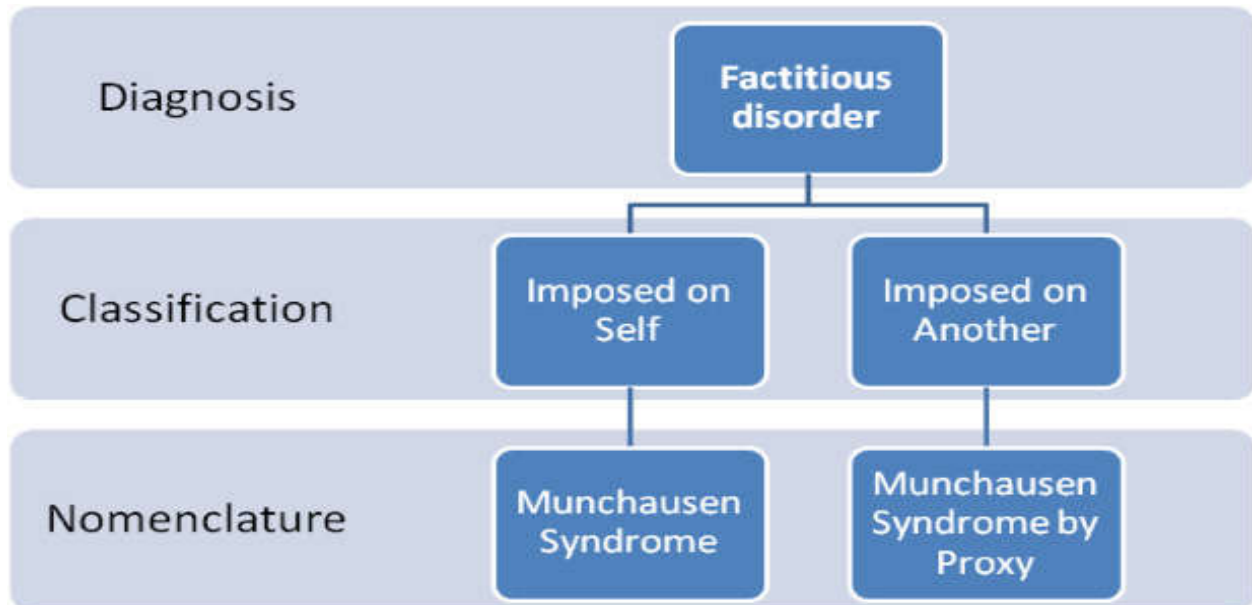 Diagnosis
Factitious
disorder
Classification
Imposed on
Self
Imposed on
Another
Nomenclature
Munchausen
Syndrome
Munchausen
Syndrome by
Proxy